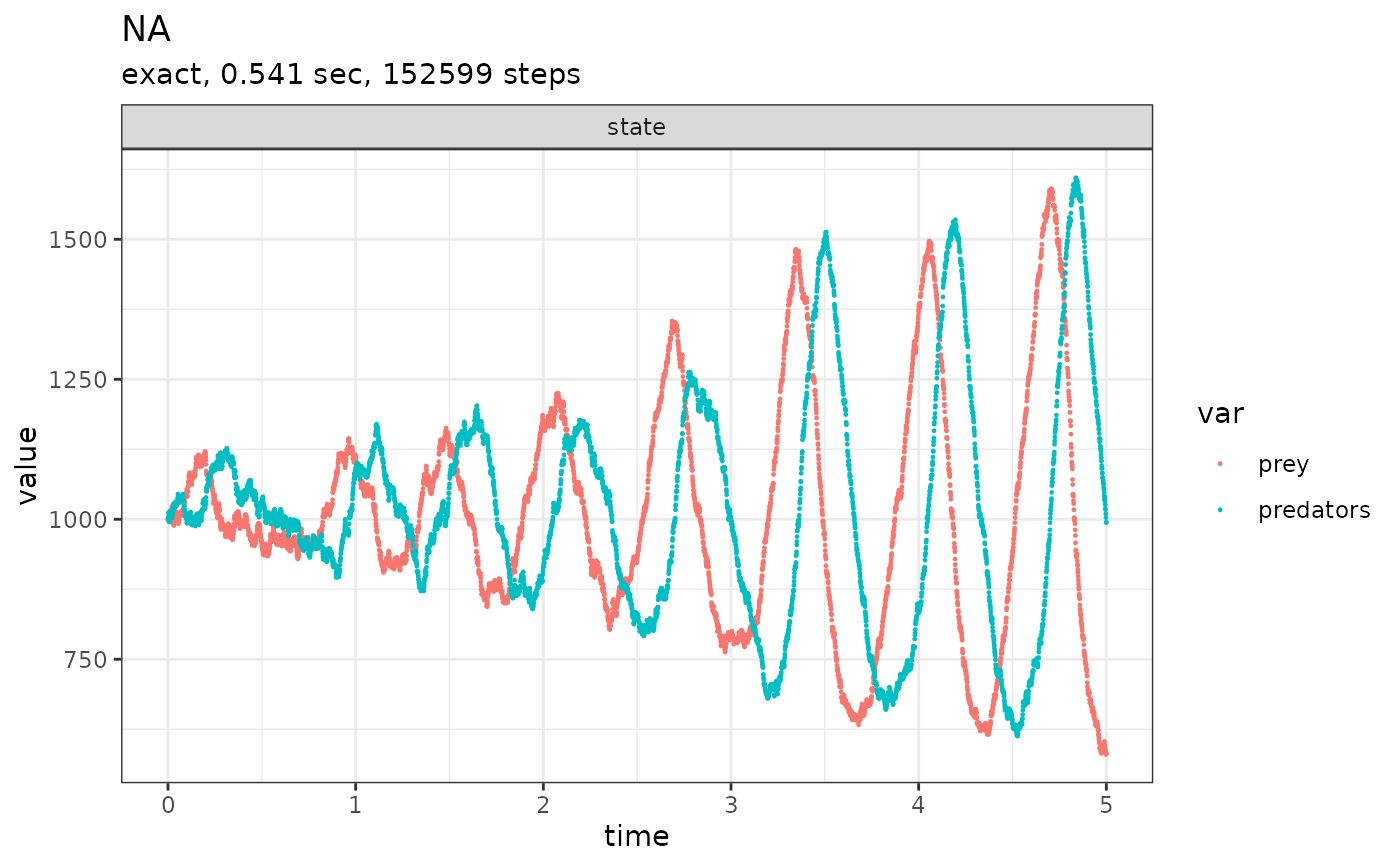 NA
exact, 0.541 sec, 152599 steps
state
value
1500
1250
1000
750
0 1 2 3 4 5
time
var
prey
predators